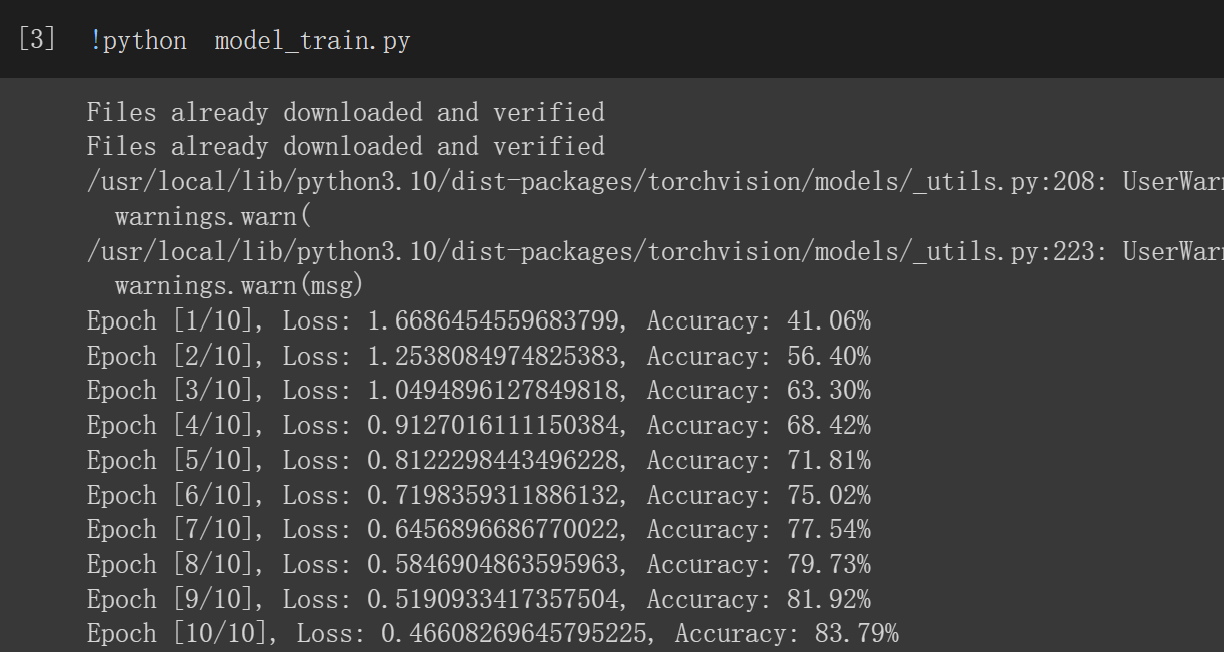 [3] !python model_train.py
Files already downloaded and verified
Files already downloaded and verified
/usr/local/lib/python3.10/dist-packages/torchvision/models/_utils.py:208: UserWar
warnings.warn(
/usr/local/lib/python3.10/dist-packages/torchvision/models/_utils.py:223: UserWar
warnings.warn(msg)
Epoch [1/10], Loss: 1.6686454559683799, Accuracy: 41.06%
Epoch [2/10], Loss: 1.2538084974825383, Accuracy: 56.40%
Epoch [3/10], Loss: 1.0494896127849818, Accuracy: 63.30%
Epoch [4/10], Loss: 0.9127016111150384, Accuracy: 68.42%
Epoch [5/10], Loss: 0.8122298443496228, Accuracy: 71.81%
Epoch [6/10], Loss: 0.7198359311886132, Accuracy: 75.02%
Epoch [7/10], Loss: 0.6456896686770022, Accuracy: 77.54%
Epoch [8/10], Loss: 0.5846904863595963, Accuracy: 79.73%
Epoch [9/10], Loss: 0.5190933417357504, Accuracy: 81.92%
Epoch [10/10], Loss: 0.46608269645795225, Accuracy: 83.79%